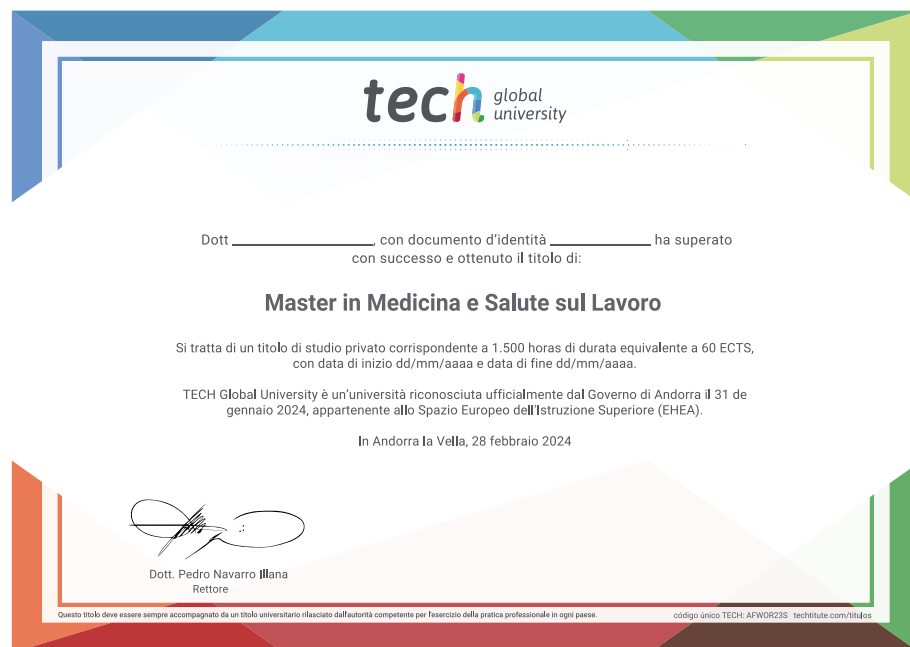 tech global university
Dott ____________________, con documento d'identità ______________ ha superato
con successo e ottenuto il titolo di:
Master in Medicina e Salute sul Lavoro
Si tratta di un titolo di studio privato corrispondente a 1.500 horas di durata equivalente a 60 ECTS,
con data di inizio dd/mm/aaaa e data di fine dd/mm/aaaa.
TECH Global University è un'università riconosciuta ufficialmente dal Governo di Andorra il 31 de
gennaio 2024, appartenente allo Spazio Europeo dell'Istruzione Superiore (EHEA).
In Andorra la Vella, 28 febbraio 2024
Dott. Pedro Navarro Illana
Rettore
Questo titolo deve essere sempre accompagnato da un titolo universitario rilasciato dall'autorità competente per l'esercizio della pratica professionale in ogni paese.
código único TECH: AFWOR23S techtitute.com/titulos